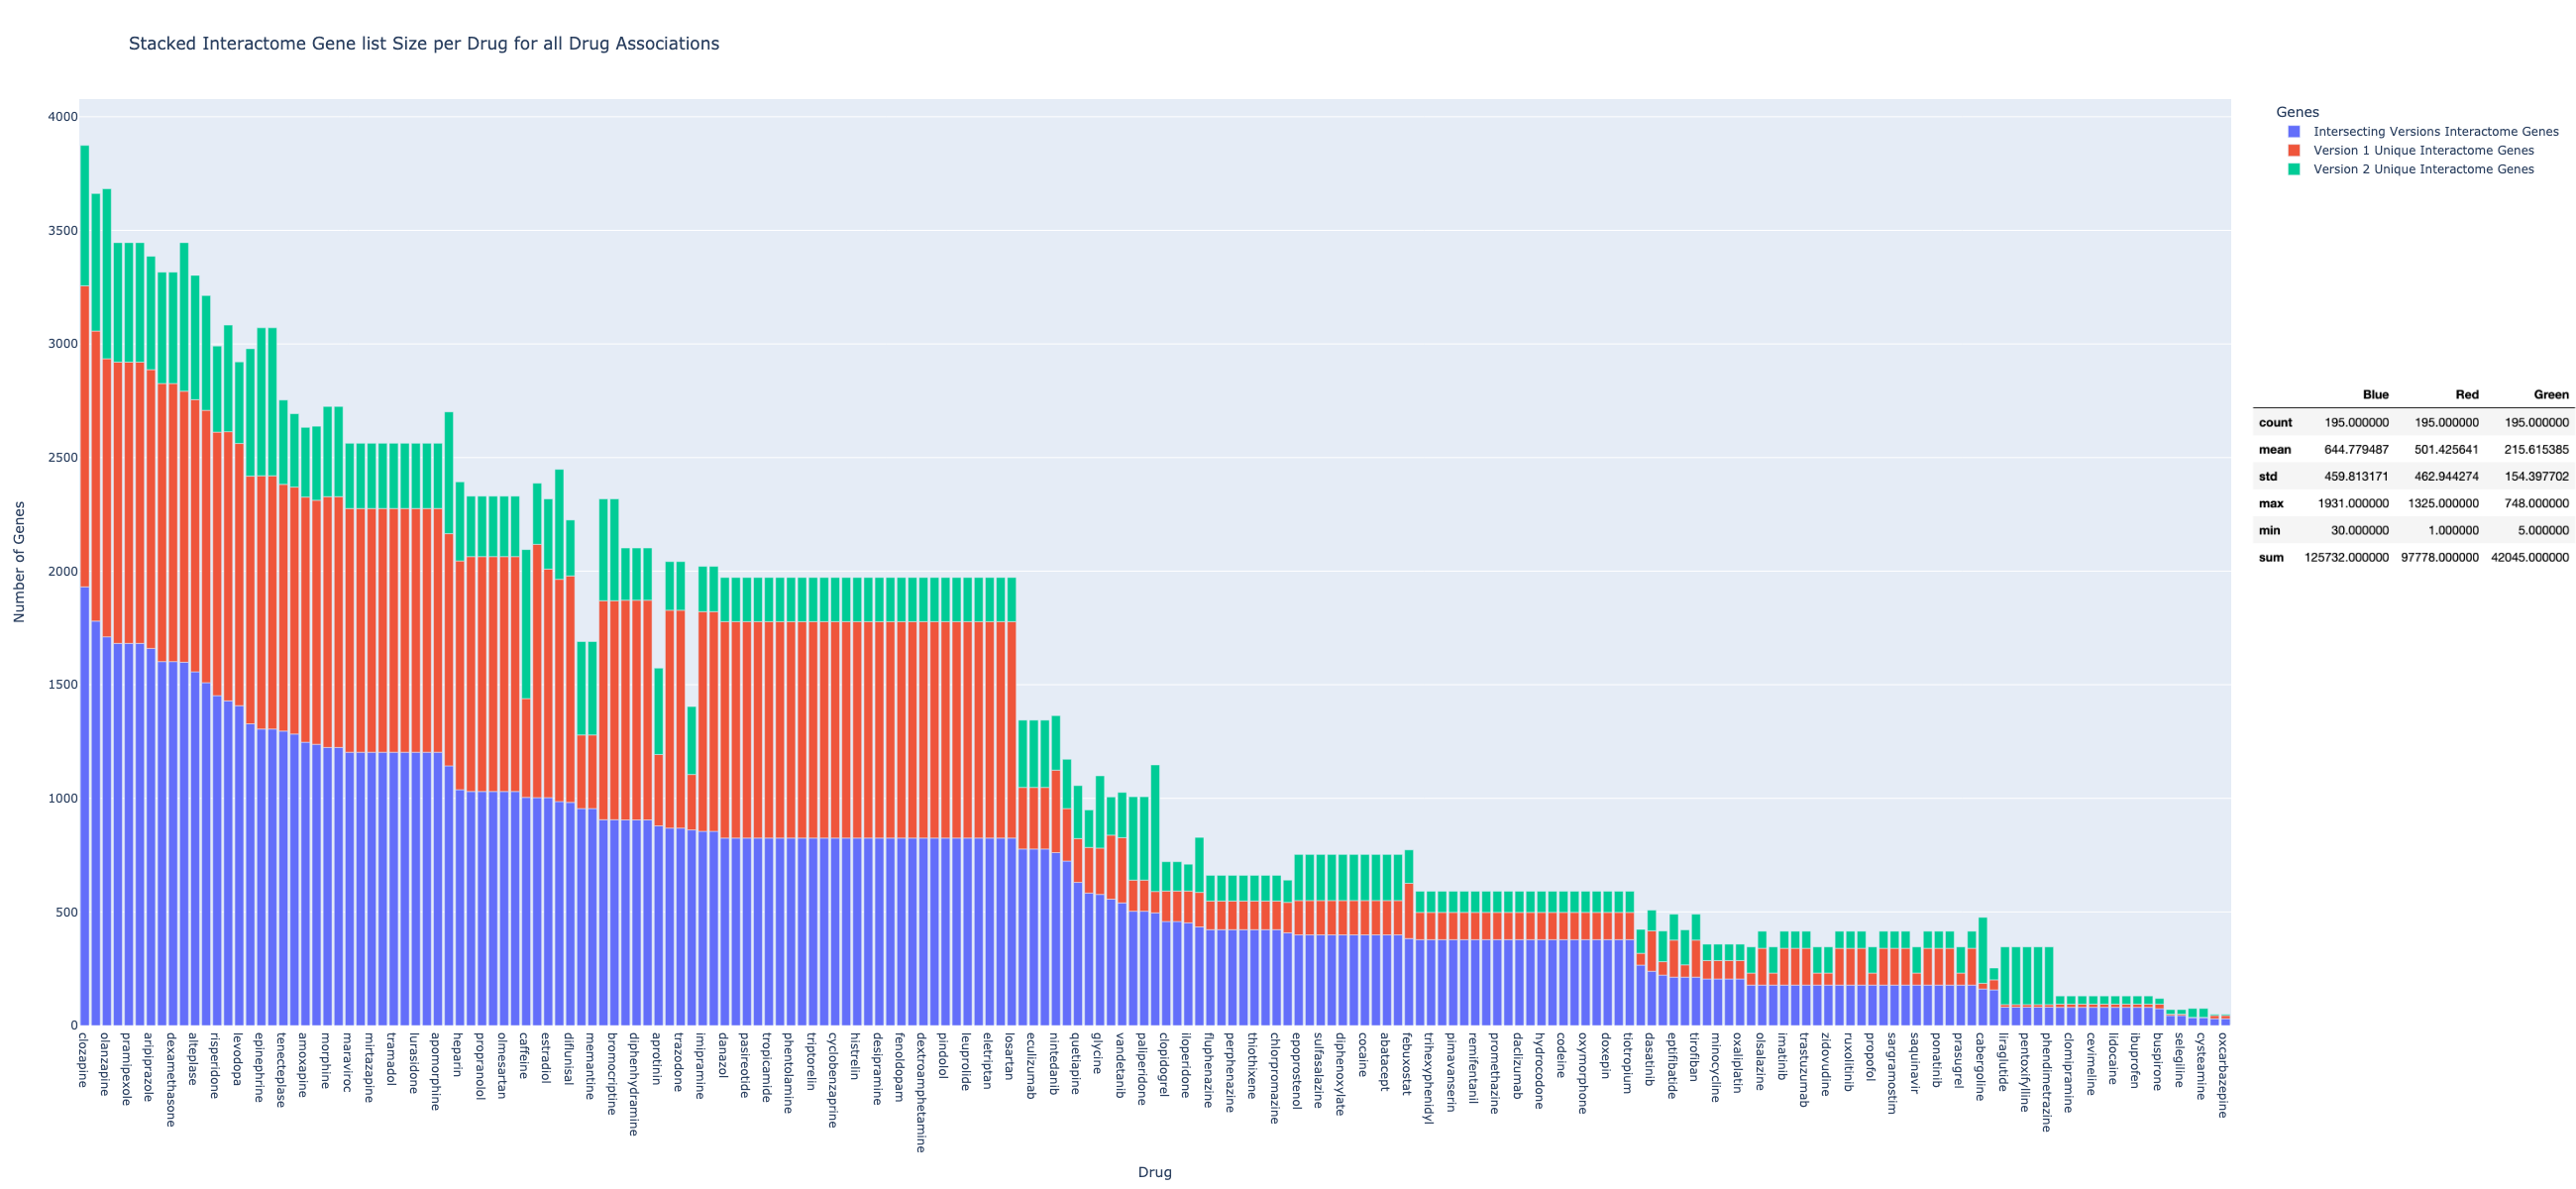 Stacked Interactome Gene list Size per Drug for all Drug Associations
Number of Genes
4000
3500
3000
2500
2000
1500
1000
500
0
clozapine
olanzapine
pramipexole
aripiprazole
dexamethasone
alteplase
risperidone
levodopa
epinephrine
tenecteplase
amoxapine
morphine
maraviroc
mirtazapine
tramadol
lurasidone
apomorphine
heparin
propranolol
olmesartan
caffeine
estradiol
diflunisal
memantine
bromocriptine
diphenhydramine
aprotinin
trazodone
imipramine
danazol
pasireotide
tropicamide
phentolamine
triptorelin
cyclobenzaprine
histrelin
desipramine
fenoldopam
dextroamphetamine
pindolol
leuprolide
eletriptan
losartan
eculizumab
nintedanib
quetiapine
glycine
vandetanib
paliperidone
clopidogrel
iloperidone
fluphenazine
perphenazine
thiothixene
chlorpromazine
epoprostenol
sulfasalazine
diphenoxylate
cocaine
abatacept
febuxostat
trihexyphenidyl
pimavanserin
remifentanil
promethazine
daclizumab
hydrocodone
codeine
oxymorphone
doxepin
tiotropium
dasatinib
eptifibatide
tirofiban
minocycline
oxaliplatin
olsalazine
imatinib
trastuzumab
zidovudine
ruxolitinib
propofol
sargramostim
saquinavir
ponatinib
prasugrel
cabergoline
liraglutide
pentoxifylline
phendimetrazine
clomipramine
cevimeline
lidocaine
ibuprofen
buspirone
selegiline
cysteamine
oxcarbazepine
Drug
Genes
Intersecting Versions Interactome Genes
Version 1 Unique Interactome Genes
Version 2 Unique Interactome Genes
Blue Red Green
count 195.000000 195.000000 195.000000
mean 644.779487 501.425641 215.615385
std 459.813171 462.944274 154.397702
max 1931.000000 1325.000000 748.000000
min 30.000000 1.000000 5.000000
sum 125732.000000 97778.000000 42045.000000